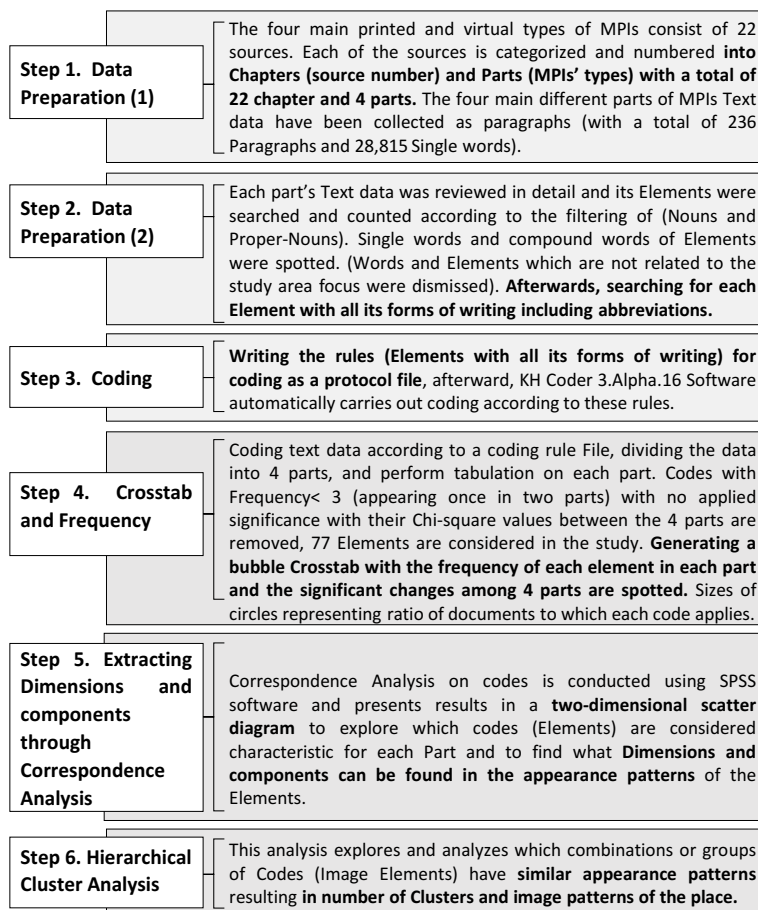 Step 1. Data
Preparation (1)
The four main printed and virtual types of MPIs consist of 22
sources. Each of the sources is categorized and numbered into
Chapters (source number) and Parts (MPIs' types) with a total of
22 chapter and 4 parts. The four main different parts of MPIs Text
data have been collected as paragraphs (with a total of 236
Paragraphs and 28,815 Single words).
Step 2. Data
Preparation (2)
Each part's Text data was reviewed in detail and its Elements were
searched and counted according to the filtering of (Nouns and
Proper-Nouns). Single words and compound words of Elements
were spotted. (Words and Elements which are not related to the
study area focus were dismissed). Afterwards, searching for each
Element with all its forms of writing including abbreviations.
Step 3. Coding
Writing the rules (Elements with all its forms of writing) for
coding as a protocol file, afterward, KH Coder 3.Alpha.16 Software
automatically carries out coding according to these rules.
Step 4. Crosstab
and Frequency
Coding text data according to a coding rule File, dividing the data
into 4 parts, and perform tabulation on each part. Codes with
Frequency< 3 (appearing once in two parts) with no applied
significance with their Chi-square values between the 4 parts are
removed, 77 Elements are considered in the study. Generating a
bubble Crosstab with the frequency of each element in each part
and the significant changes among 4 parts are spotted. Sizes of
circles representing ratio of documents to which each code applies.
Step 5. Extracting
Dimensions and
components
through
Correspondence
Analysis
Correspondence Analysis on codes is conducted using SPSS
software and presents results in a two-dimensional scatter
diagram to explore which codes (Elements) are considered
characteristic for each Part and to find what Dimensions and
components can be found in the appearance patterns of the
Elements.
Step 6. Hierarchical
Cluster Analysis
This analysis explores and analyzes which combinations or groups
of Codes (Image Elements) have similar appearance patterns
resulting in number of Clusters and image patterns of the place.